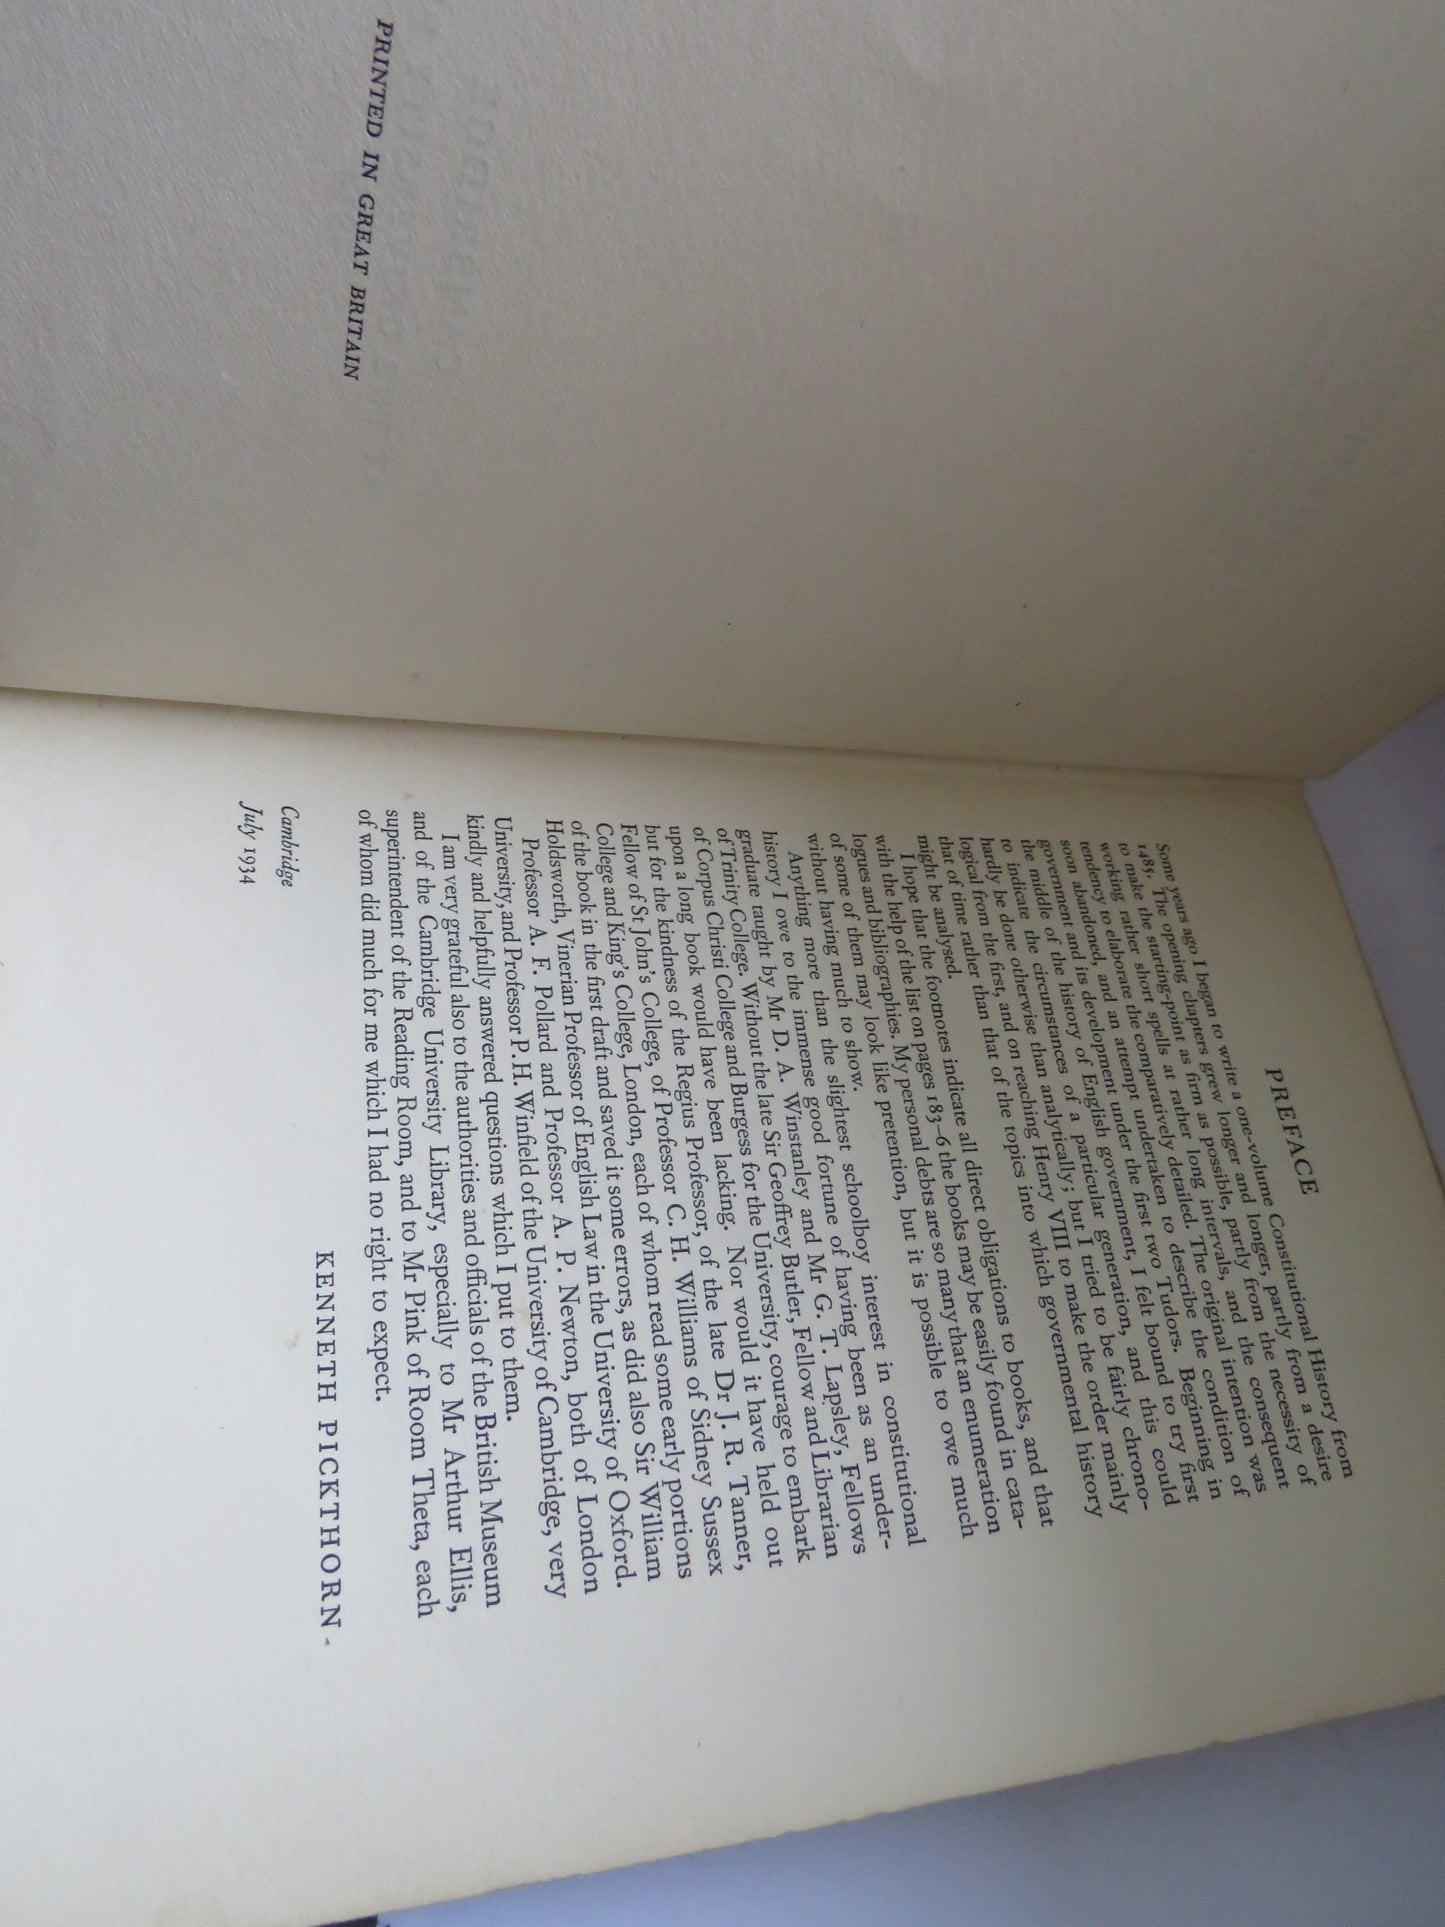 PRINTED IN GREAT BRITAIN
PREFACE
Some years ago I began to write a one-volume Constitutional History from
1485. The opening chapters grew longer and longer, partly from a desire
to make the starting-point as firm as possible, partly from the necessity of
working rather short spells at rather long intervals, and the consequent
tendency to elaborate the comparatively detailed. The original intention was
soon abandoned, and an attempt undertaken to describe the condition of
government and its development under the first two Tudors. Beginning in
the middle of the history of English government, I felt bound to try first
to indicate the circumstances of a particular generation, and this could
hardly be done otherwise than analytically; but I tried to be fairly chrono-
logical from the first, and on reaching Henry VIII to make the order mainly
that of time rather than that of the topics into which governmental history
might be analysed.
I hope that the footnotes indicate all direct obligations to books, and that
with the help of the list on pages 183–6 the books may be easily found in cata-
logues and bibliographies. My personal debts are so many that an enumeration
of some of them may look like pretention, but it is possible to owe much
without having much to show.
Anything more than the slightest schoolboy interest in constitutional
history I owe to the immense good fortune of having been as an under-
graduate taught by Mr D. A. Winstanley and Mr G. T. Lapsley, Fellows
of Trinity College. Without the late Sir Geoffrey Butler, Fellow and Librarian
of Corpus Christi College and Burgess for the University, courage to embark
upon a long book would have been lacking. Nor would it have held out
but for the kindness of the Regius Professor, of the late Dr J. R. Tanner,
Fellow of St John's College, of Professor C. H. Williams of Sidney Sussex
College and King's College, London, each of whom read some early portions
of the book in the first draft and saved it some errors, as did also Sir William
Holdsworth, Vinerian Professor of English Law in the University of Oxford.
Professor A. F. Pollard and Professor A. P. Newton, both of London
University, and Professor P. H. Winfield of the University of Cambridge, very
kindly and helpfully answered questions which I put to them.
I am very grateful also to the authorities and officials of the British Museum
and of the Cambridge University Library, especially to Mr Arthur Ellis,
superintendent of the Reading Room, and to Mr Pink of Room Theta, each
of whom did much for me which I had no right to expect.
KENNETH PICKTHORN
Cambridge
July 1934